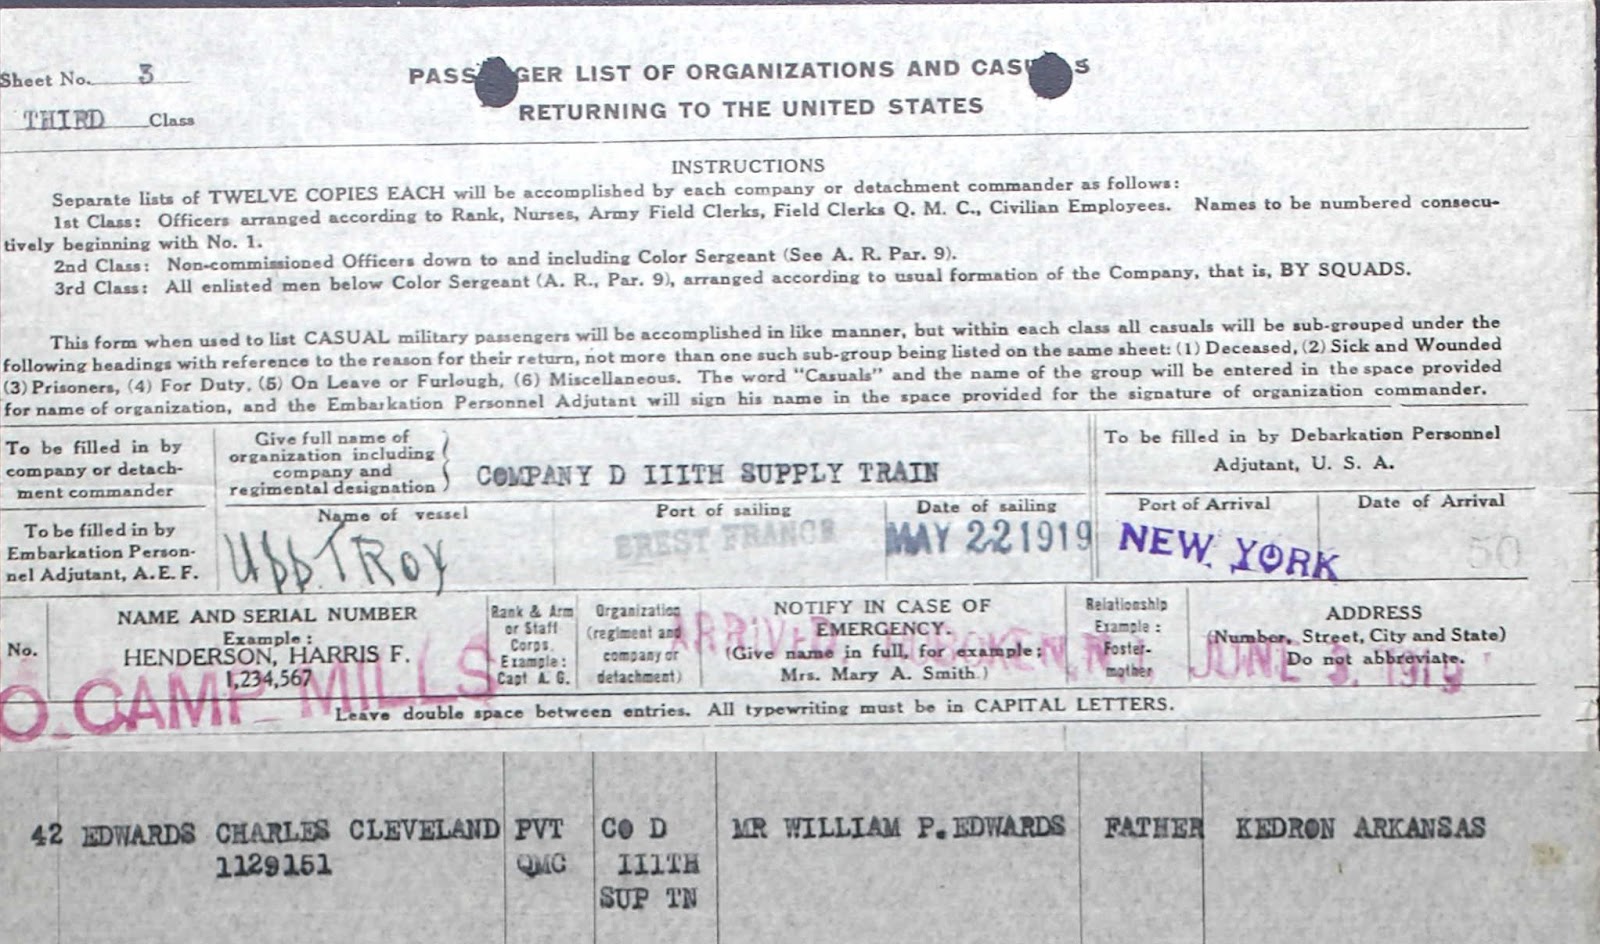 Sheet No. 3
THIRD Class
PASS GER LIST OF ORGANIZATIONS AND CAS S
RETURNING TO THE UNITED STATES
INSTRUCTIONS
Separate lists of TWELVE COPIES EACH will be accomplished by each company or detachment commander as follows:
1st Class: Officers arranged according to Rank, Nurses, Army Field Clerks, Field Clerks Q. M. C., Civilian Employees. Names to be numbered consecu-
tively beginning with No. 1.
2nd Class: Non-commissioned Officers down to and including Color Sergeant (See A. R. Par. 9).
3rd Class: All enlisted men below Color Sergeant (A. R., Par. 9), arranged according to usual formation of the Company, that is, BY SQUADS.
This form when used to list CASUAL military passengers will be accomplished in like manner, but within each class all casuals will be sub-grouped under the
following headings with reference to the reason for their return, not more than one such sub-group being listed on the same sheet: (1) Deceased, (2) Sick and Wounded
(3) Prisoners, (4) For Duty, (5) On Leave or Furlough, (6) Miscellaneous. The word "Casuals" and the name of the group will be entered in the space provided
for name of organization, and the Embarkation Personnel Adjutant will sign his name in the space provided for the signature of organization commander.
To be filled in by
company or detach-
ment commander
Give full name of
organization including
company and
regimental designation
COMPANY D IIITH SUPPLY TRAIN
To be filled in by Debarkation Personnel
Adjutant, U. S. A.
To be filled in by
Embarkation Person-
nel Adjutant, A. E. F.
Name of vessel
USS. TROY
Port of sailing
BREST FRANCE
Date of sailing
MAY 22 1919
Port of Arrival
NEW YORK
Date of Arrival
50
No.
NAME AND SERIAL NUMBER
Example:
HENDERSON, HARRIS F.
1,234,567
Rank & Arm
or Staff
Corps.
Example:
Capt A. G.
Organization
(regiment and
company or
detachment)
NOTIFY IN CASE OF
EMERGENCY.
(Give name in full, for example:
Mrs. Mary A. Smith.)
Relationship
Example:
Foster-
mother
ADDRESS
(Number, Street, City and State)
Do not abbreviate.
O. CAMP MILLS
ARRIVED HOBOKEN N.
JUNE 3. 1919
Leave double space between entries. All typewriting must be in CAPITAL LETTERS.
42 EDWARDS CHARLES CLEVELAND PVT CO D MR WILLIAM P. EDWARDS FATHER KEDRON ARKANSAS
1129151 QMC IIITH
SUP TN